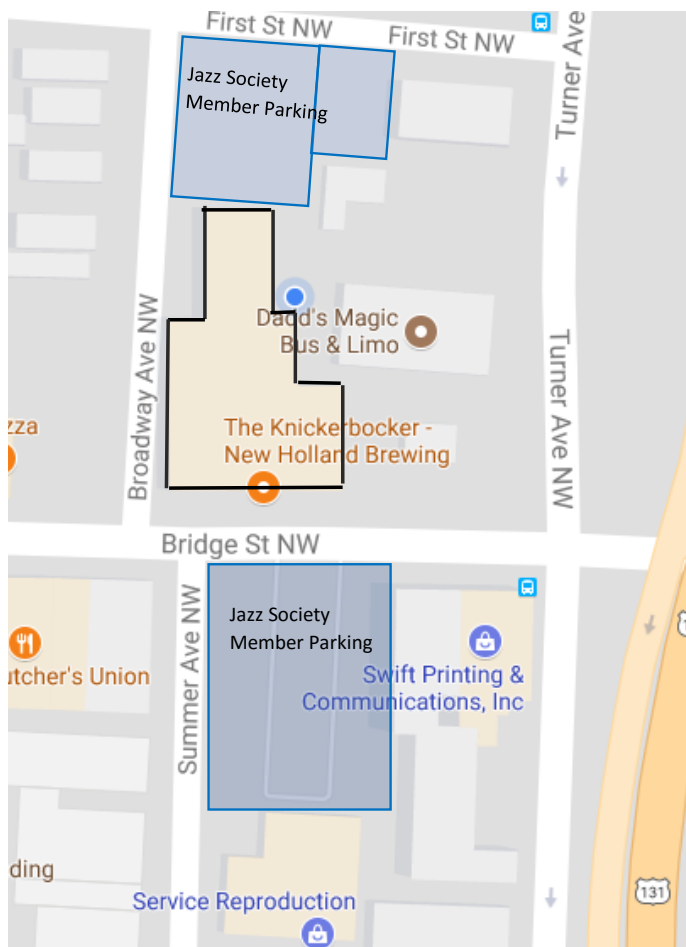 First St NW
First St NW
Turner Ave
Jazz Society
Member Parking
Broadway Ave NW
Dadd's Magic
Bus & Limo
Turner Ave NW
zza
The Knickerbocker -
New Holland Brewing
Bridge St NW
Summer Ave NW
Jazz Society
Member Parking
utcher's Union
Swift Printing &
Communications, Inc
ding
Service Reproduction
131